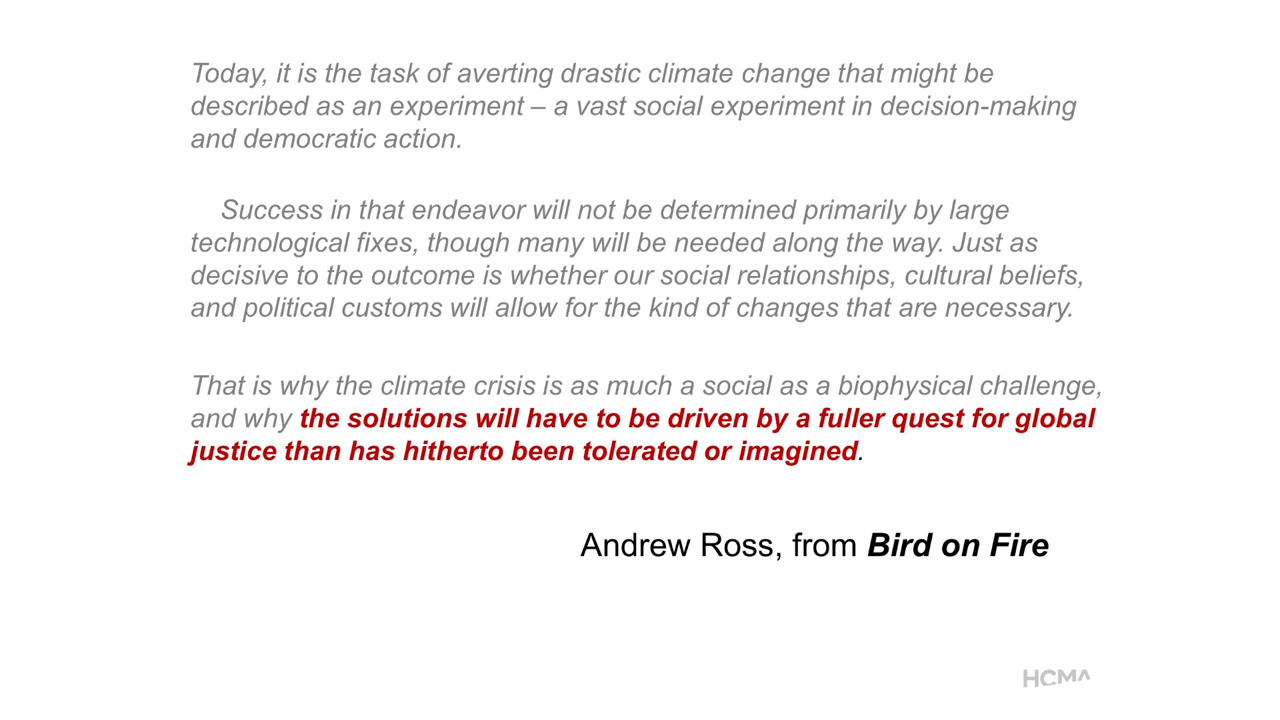 Today, it is the task of averting drastic climate change that might be
described as an experiment – a vast social experiment in decision-making
and democratic action.
Success in that endeavor will not be determined primarily by large
technological fixes, though many will be needed along the way. Just as
decisive to the outcome is whether our social relationships, cultural beliefs,
and political customs will allow for the kind of changes that are necessary.
That is why the climate crisis is as much a social as a biophysical challenge,
and why the solutions will have to be driven by a fuller quest for global
justice than has hitherto been tolerated or imagined.
Andrew Ross, from Bird on Fire
HCMA